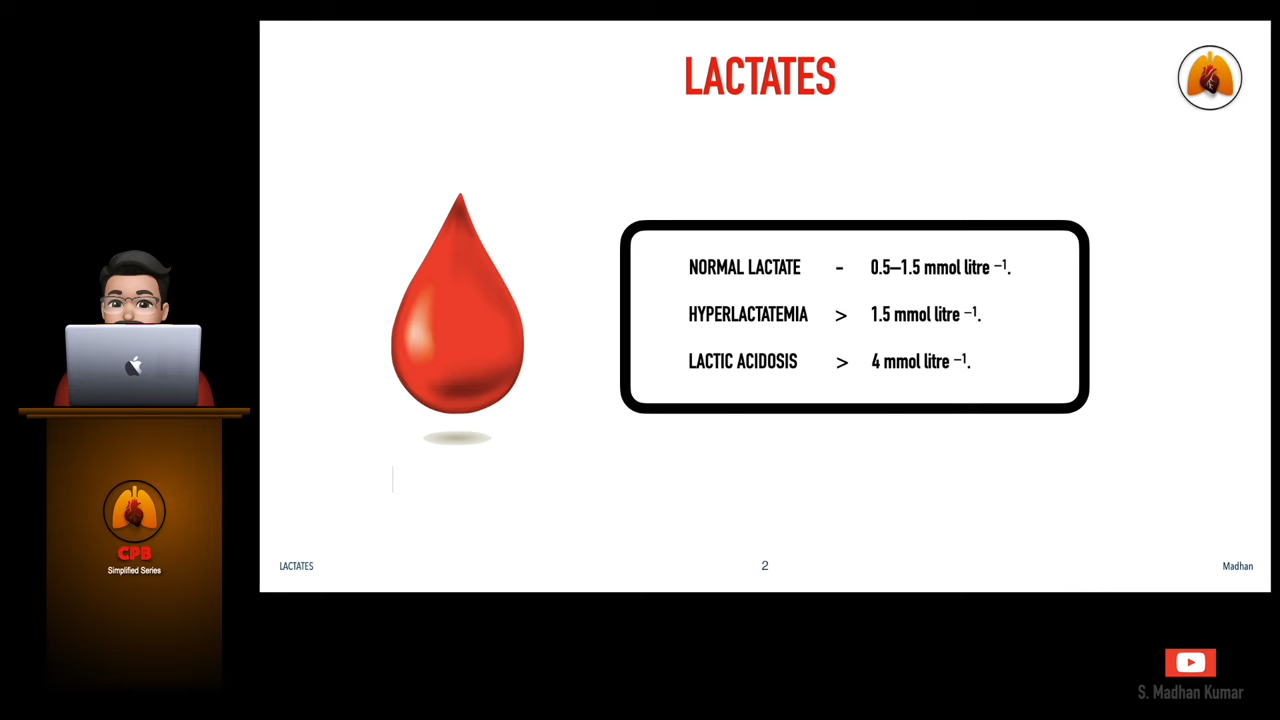 LACTATES
NORMAL LACTATE - 0.5–1.5 mmol litre ⁻¹.
HYPERLACTATEMIA > 1.5 mmol litre ⁻¹.
LACTIC ACIDOSIS > 4 mmol litre ⁻¹.
CPB
Simplified Series
LACTATES 2 Madhan
S. Madhan Kumar